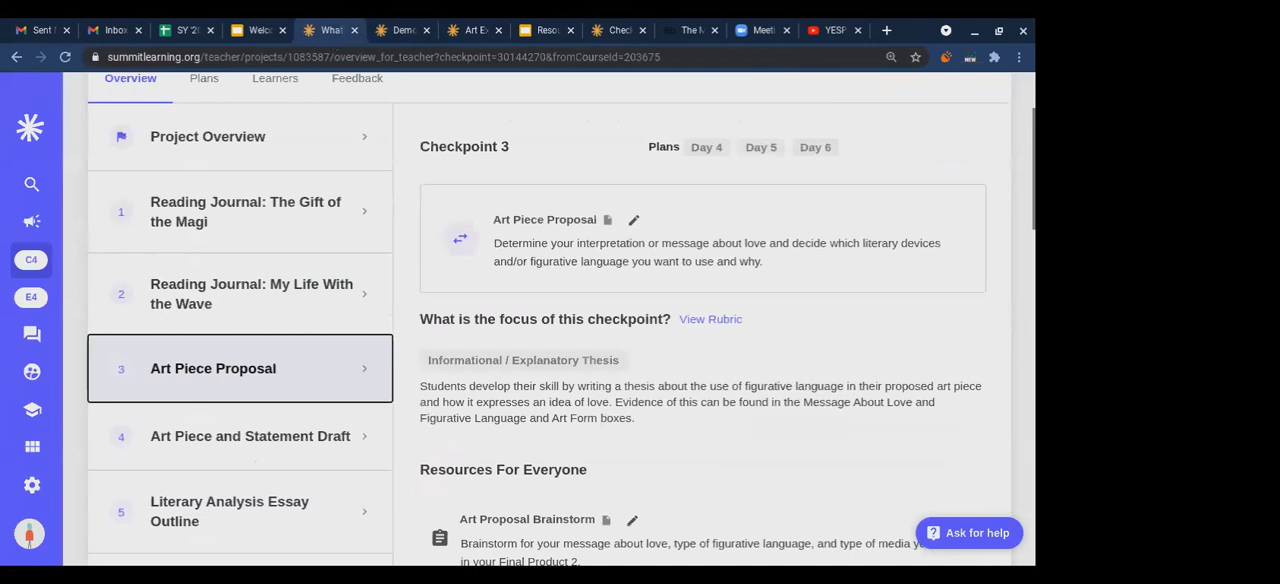 Sent
Inbox
SY '20
Welco
What
Demo
Art Ex
Resou
Check
The M
Meeti
YESP
summitlearning.org/teacher/projects/1083587/overview_for_teacher?checkpoint=30144270&fromCourseId=203675
NEW
Overview
Plans
Learners
Feedback
C4
E4
Project Overview
1
Reading Journal: The Gift of
the Magi
2
Reading Journal: My Life With
the Wave
3
Art Piece Proposal
4
Art Piece and Statement Draft
5
Literary Analysis Essay
Outline
Checkpoint 3
Plans Day 4 Day 5 Day 6
Art Piece Proposal
Determine your interpretation or message about love and decide which literary devices
and/or figurative language you want to use and why.
What is the focus of this checkpoint? View Rubric
Informational / Explanatory Thesis
Students develop their skill by writing a thesis about the use of figurative language in their proposed art piece
and how it expresses an idea of love. Evidence of this can be found in the Message About Love and
Figurative Language and Art Form boxes.
Resources For Everyone
Art Proposal Brainstorm
Brainstorm for your message about love, type of figurative language, and type of media
in your Final Product 2.
Ask for help